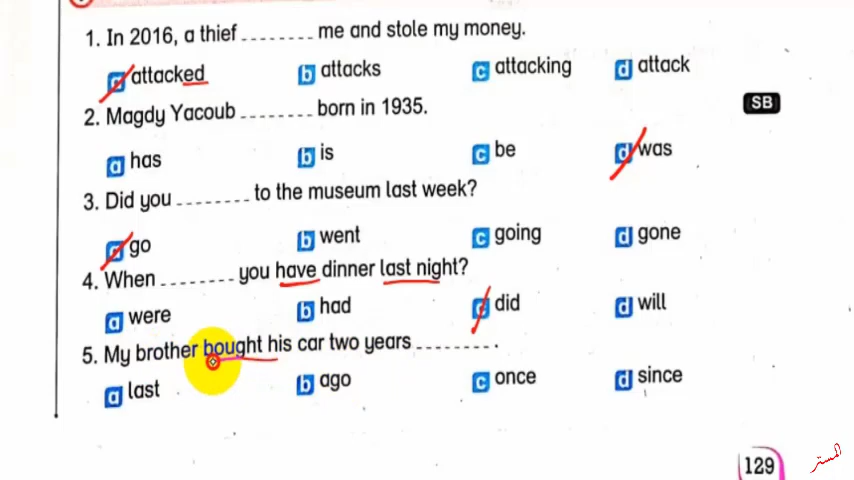 1. In 2016, a thief ........ me and stole my money.
a attacked b attacks c attacking d attack
2. Magdy Yacoub ........ born in 1935.
SB
a has b is c be d was
3. Did you ........ to the museum last week?
a go b went c going d gone
4. When ........ you have dinner last night?
a were b had c did d will
5. My brother bought his car two years ........ .
a last b ago c once d since
129
المستر